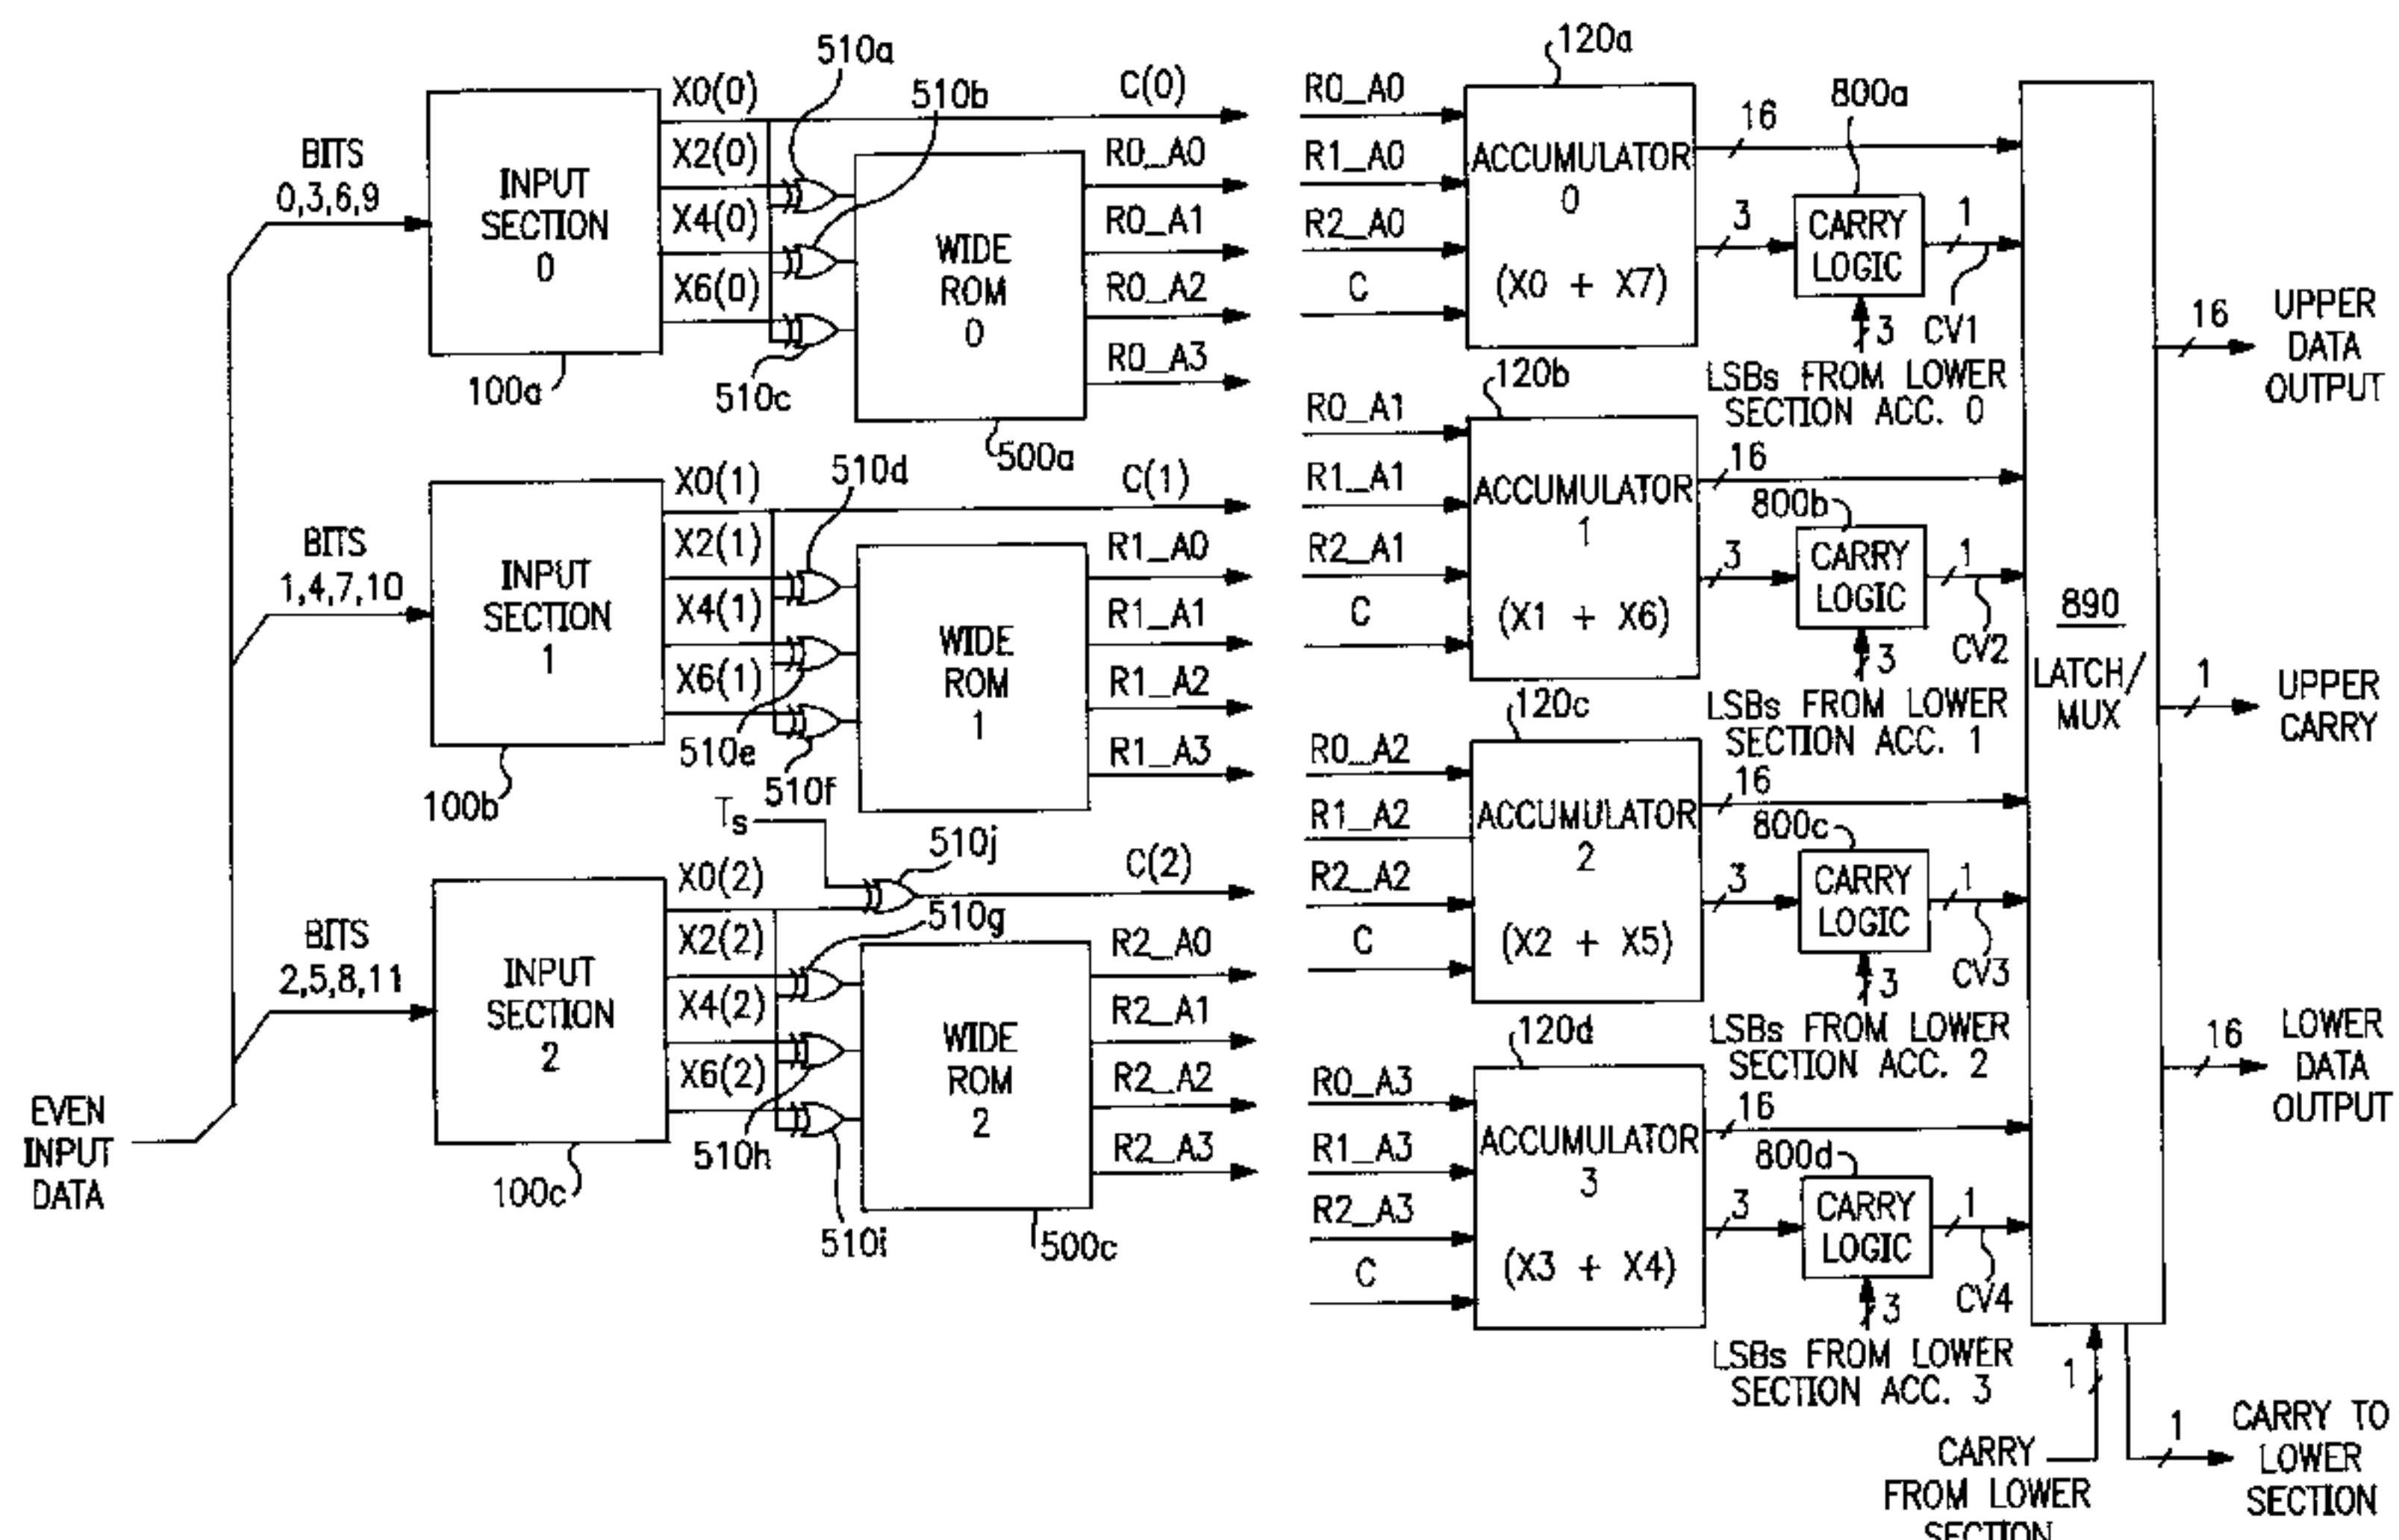 EVEN
INPUT
DATA
BITS
0,3,6,9
BITS
1,4,7,10
BITS
2,5,8,11
INPUT
SECTION
0
100a
X0(0)
X2(0)
X4(0)
X6(0)
510a
510b
510c
WIDE
ROM
0
500a
C(0)
R0_A0
R0_A1
R0_A2
R0_A3
INPUT
SECTION
1
100b
X0(1)
X2(1)
X4(1)
X6(1)
510d
510e
510f
WIDE
ROM
1
C(1)
R1_A0
R1_A1
R1_A2
R1_A3
INPUT
SECTION
2
100c
Ts
X0(2)
X2(2)
X4(2)
X6(2)
510j
510g
510h
510i
WIDE
ROM
2
500c
C(2)
R2_A0
R2_A1
R2_A2
R2_A3
R0_A0
R1_A0
R2_A0
C
120a
ACCUMULATOR
0
(X0 + X7)
16
3
800a
CARRY
LOGIC
1
CV1
3
LSBs FROM LOWER
SECTION ACC. 0
R0_A1
R1_A1
R2_A1
C
120b
ACCUMULATOR
1
(X1 + X6)
16
3
800b
CARRY
LOGIC
1
CV2
3
LSBs FROM LOWER
SECTION ACC. 1
R0_A2
R1_A2
R2_A2
C
120c
ACCUMULATOR
2
(X2 + X5)
16
3
800c
CARRY
LOGIC
1
CV3
3
LSBs FROM LOWER
SECTION ACC. 2
R0_A3
R1_A3
R2_A3
C
120d
ACCUMULATOR
3
(X3 + X4)
16
3
800d
CARRY
LOGIC
1
CV4
3
LSBs FROM LOWER
SECTION ACC. 3
890
LATCH/
MUX
16
UPPER
DATA
OUTPUT
1
UPPER
CARRY
16
LOWER
DATA
OUTPUT
1
CARRY
FROM LOWER
SECTION
1
CARRY TO
LOWER
SECTION